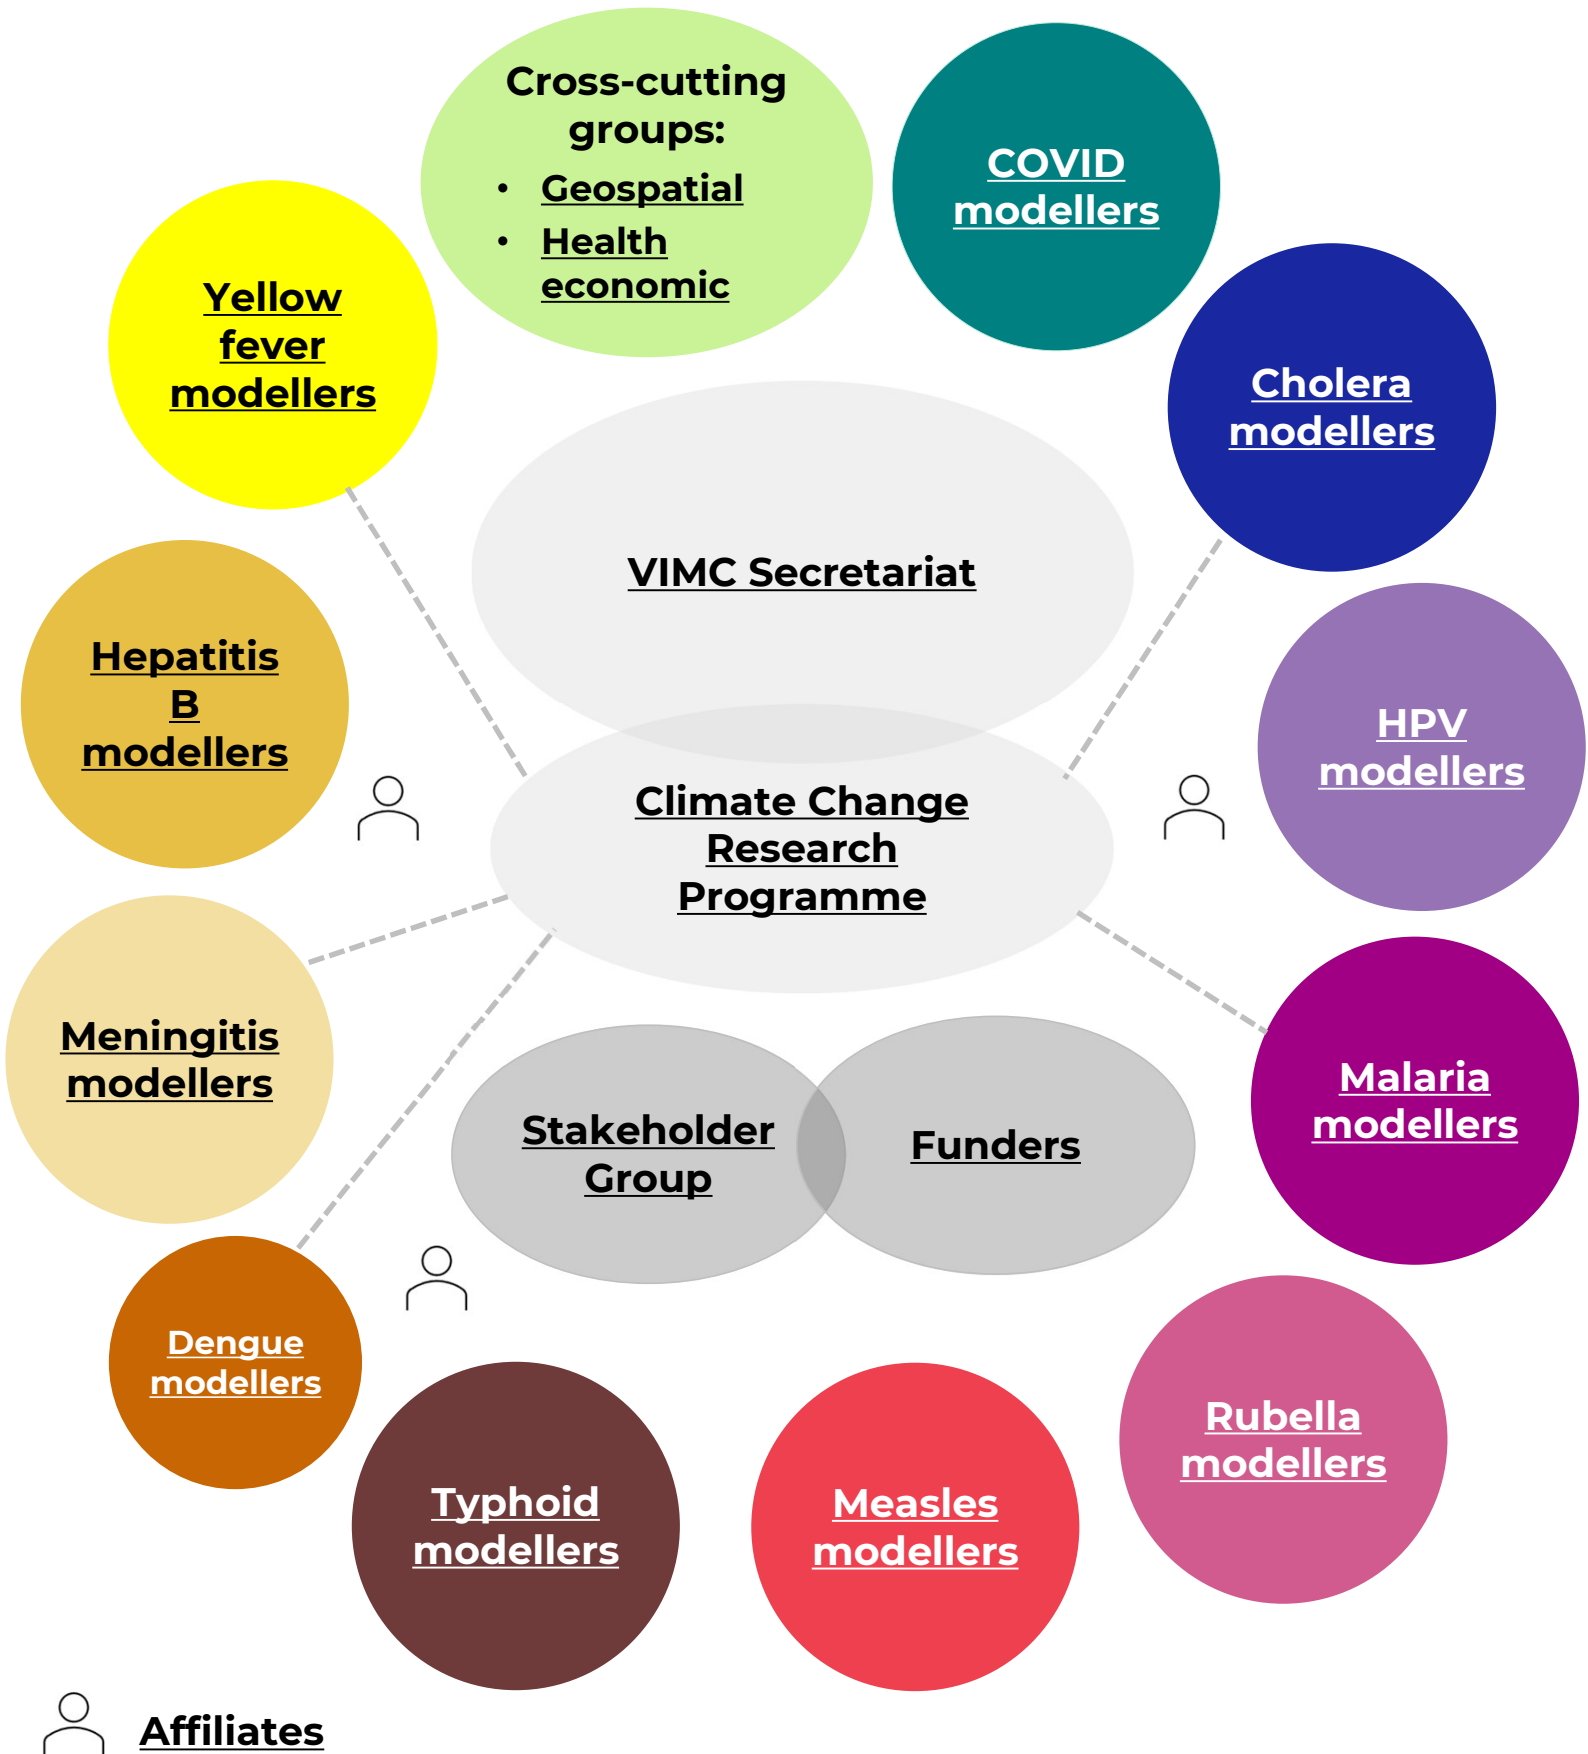 Cross-cutting
groups:
• Geospatial
• Health
economic
COVID
modellers
Yellow
fever
modellers
Cholera
modellers
VIMC Secretariat
Hepatitis
B
modellers
HPV
modellers
Climate Change
Research
Programme
Meningitis
modellers
Malaria
modellers
Stakeholder
Group
Funders
Dengue
modellers
Rubella
modellers
Typhoid
modellers
Measles
modellers
Affiliates